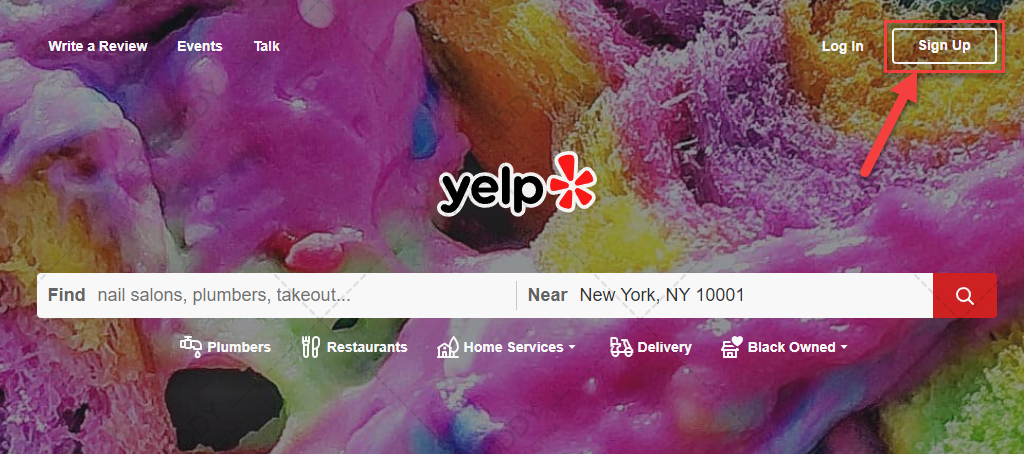 Write a Review Events Talk Log In Sign Up
yelp
Find nail salons, plumbers, takeout... Near New York, NY 10001
Plumbers Restaurants Home Services Delivery Black Owned